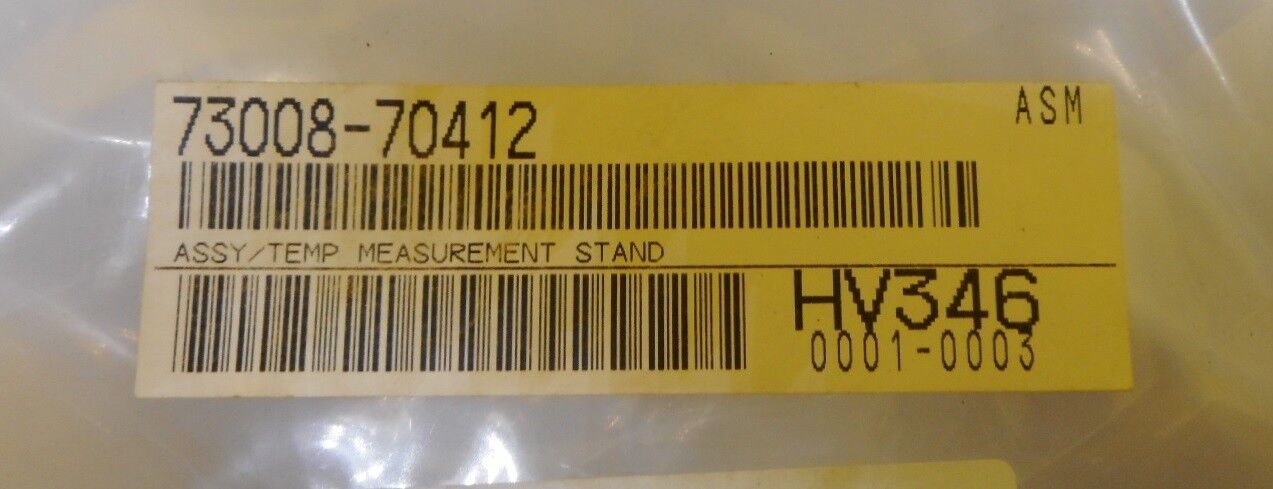 73008-70412
ASM
ASSY/TEMP MEASUREMENT STAND
HV346
0001-0003